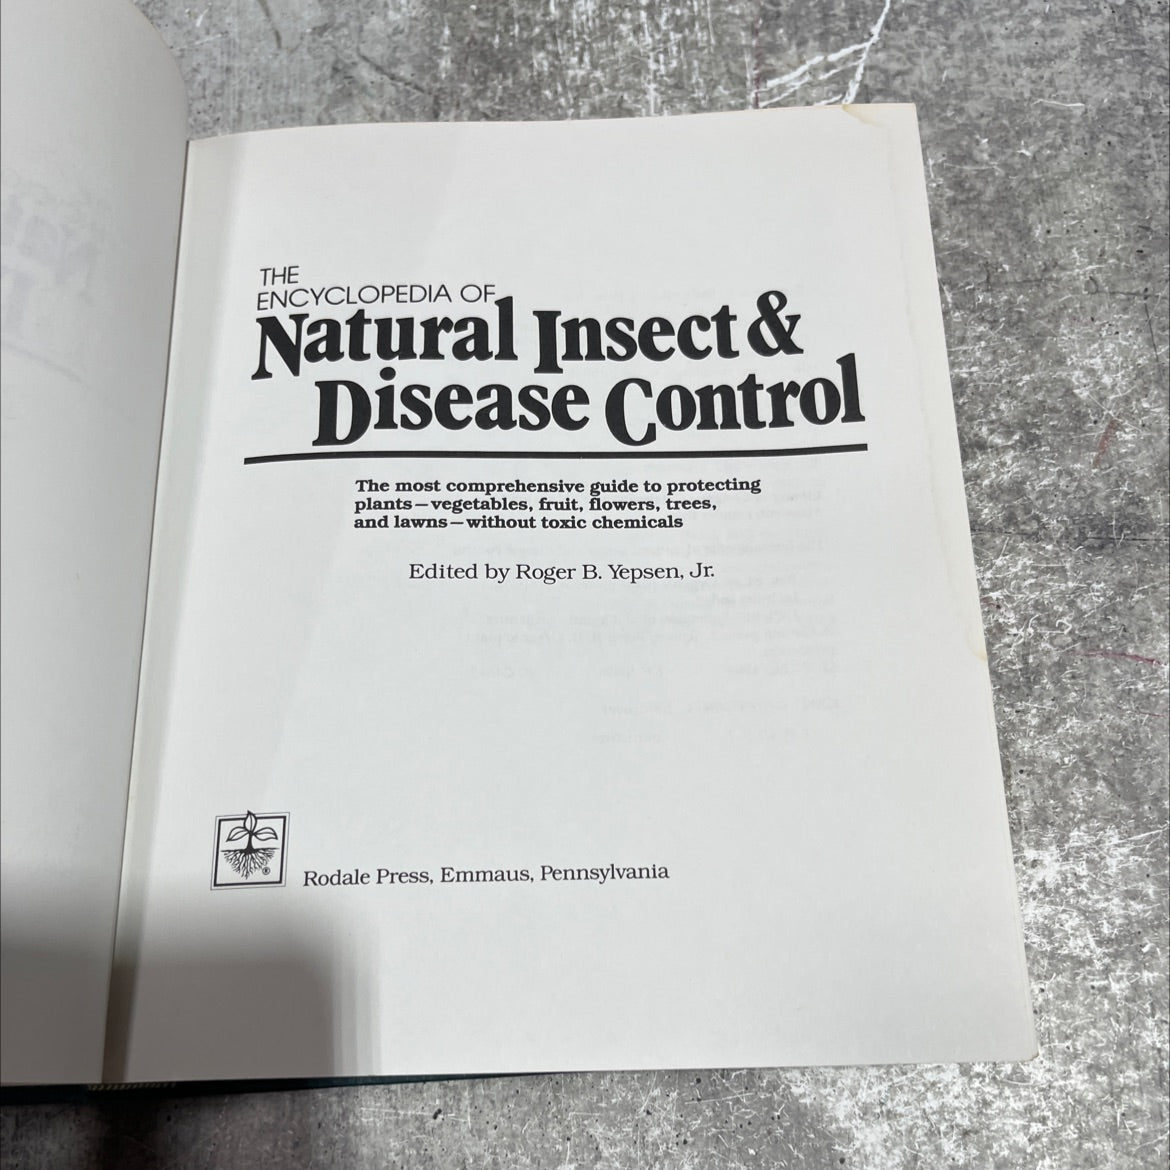 THE
ENCYCLOPEDIA OF
Natural Insect &
Disease Control
The most comprehensive guide to protecting
plants—vegetables, fruit, flowers, trees,
and lawns—without toxic chemicals
Edited by Roger B. Yepsen, Jr.
®
Rodale Press, Emmaus, Pennsylvania